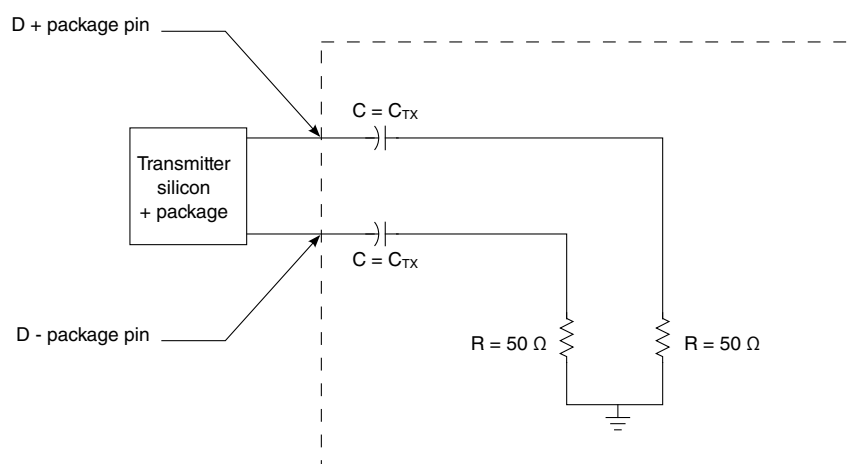 D + package pin
C = CTX
Transmitter
silicon
+ package
C = CTX
D - package pin
R = 50 Ω
R = 50 Ω